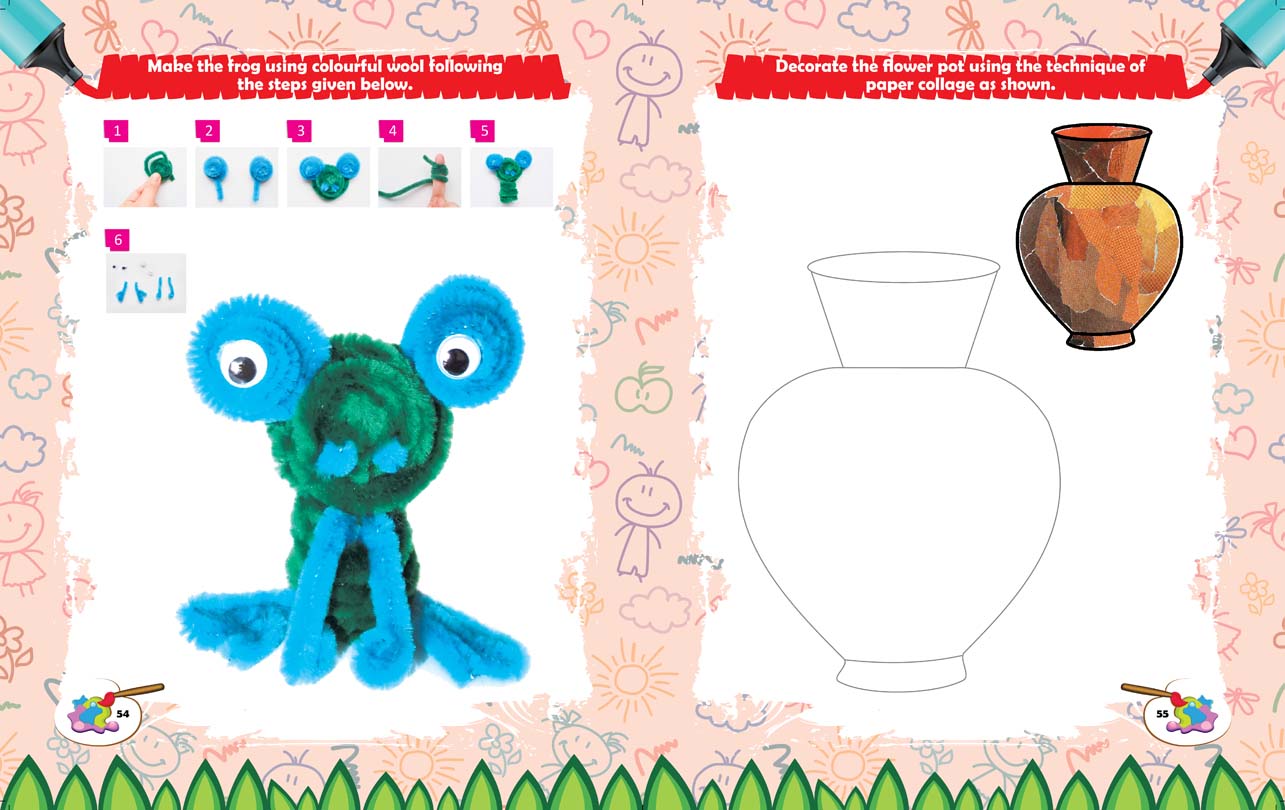 Make the frog using colourful wool following
the steps given below.
1
2
3
4
5
6
54
Decorate the flower pot using the technique of
paper collage as shown.
55